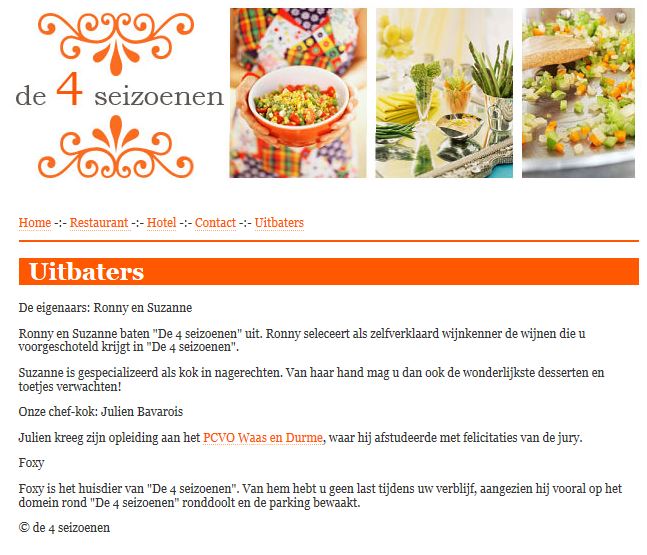 de 4 seizoenen
Home -:- Restaurant -:- Hotel -:- Contact -:- Uitbaters
Uitbaters
De eigenaars: Ronny en Suzanne
Ronny en Suzanne baten "De 4 seizoenen" uit. Ronny seleceert als zelfverklaard wijnkenner de wijnen die u
voorgeschoteld krijgt in "De 4 seizoenen".
Suzanne is gespecializeerd als kok in nagerechten. Van haar hand mag u dan ook de wonderlijkste desserten en
toetjes verwachten!
Onze chef-kok: Julien Bavarois
Julien kreeg zijn opleiding aan het PCVO Waas en Durme, waar hij afstudeerde met felicitaties van de jury.
Foxy
Foxy is het huisdier van "De 4 seizoenen". Van hem hebt u geen last tijdens uw verblijf, aangezien hij vooral op het
domein rond "De 4 seizoenen" ronddoolt en de parking bewaakt.
© de 4 seizoenen